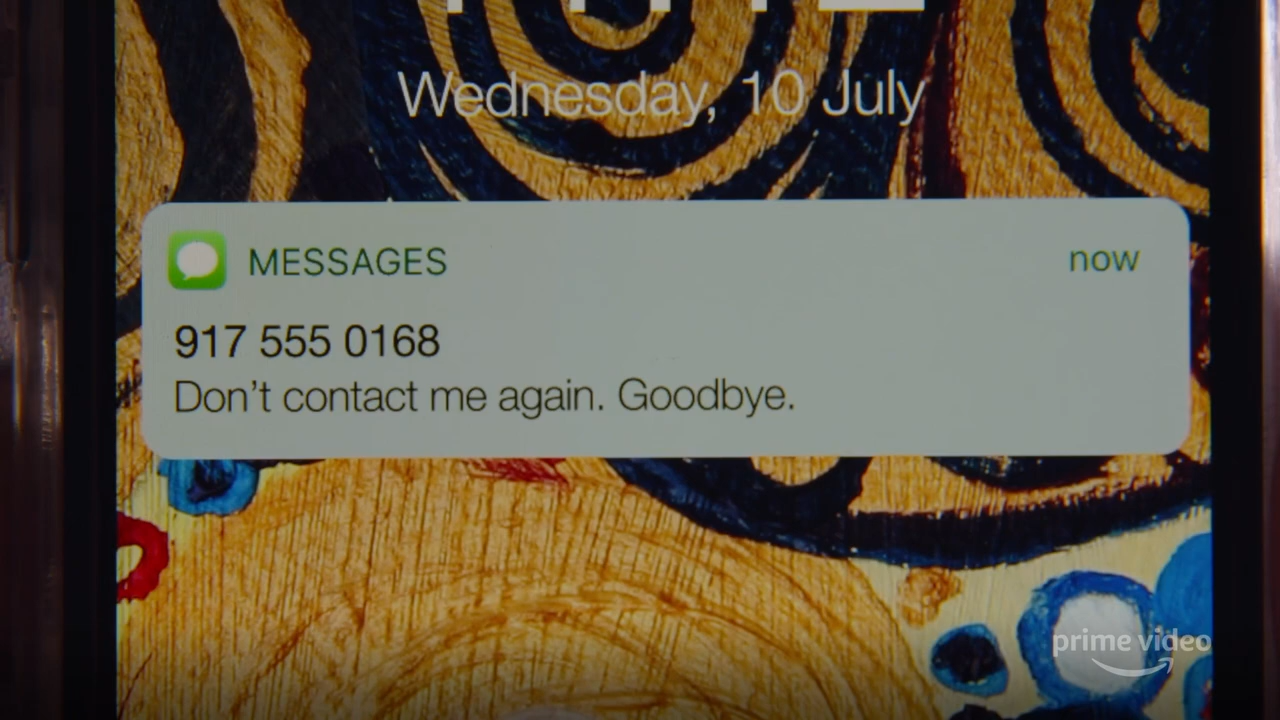 Wednesday, 10 July
MESSAGES
now
917 555 0168
Don't contact me again. Goodbye.
prime video